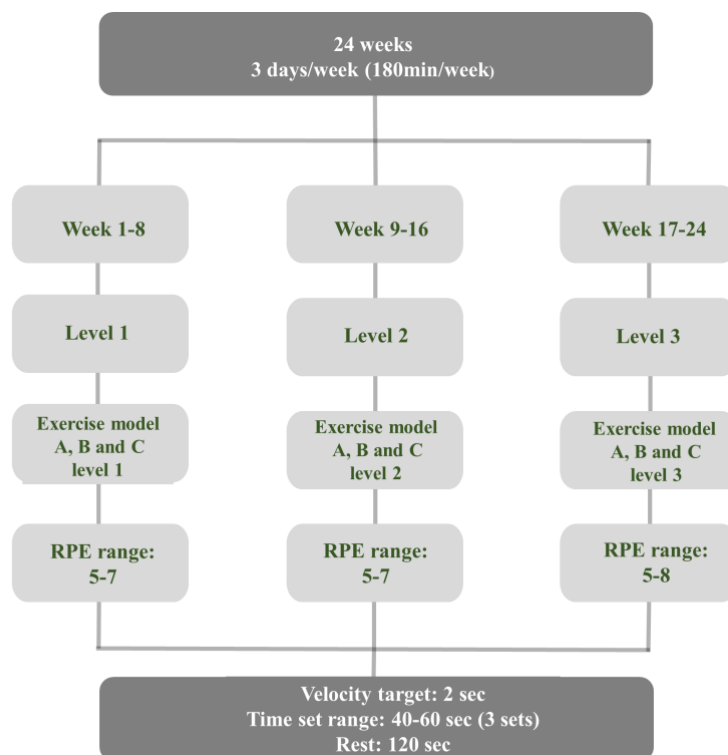 24 weeks
3 days/week (180min/week)
Week 1-8
Week 9-16
Week 17-24
Level 1
Level 2
Level 3
Exercise model
A, B and C
level 1
Exercise model
A, B and C
level 2
Exercise model
A, B and C
level 3
RPE range:
5-7
RPE range:
5-7
RPE range:
5-8
Velocity target: 2 sec
Time set range: 40-60 sec (3 sets)
Rest: 120 sec